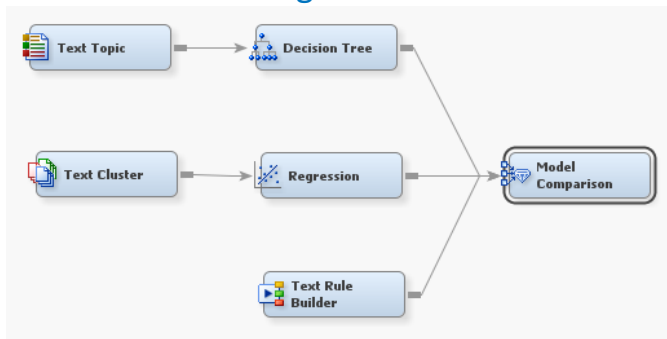 Text Topic
Decision Tree
Text Cluster
Regression
Model
Comparison
Text Rule
Builder